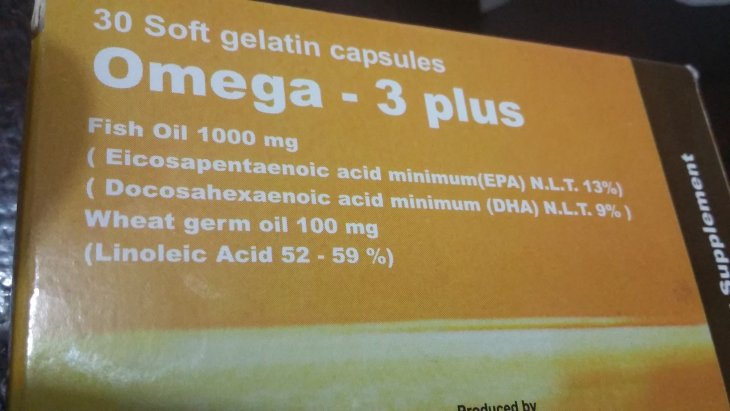 30 Soft gelatin capsules
Omega - 3 plus
Fish Oil 1000 mg
( Eicosapentaenoic acid minimum(EPA) N.L.T. 13%)
( Docosahexaenoic acid minimum (DHA) N.L.T. 9% )
Wheat germ oil 100 mg
(Linoleic Acid 52 - 59 %)
Produced by
Supplement